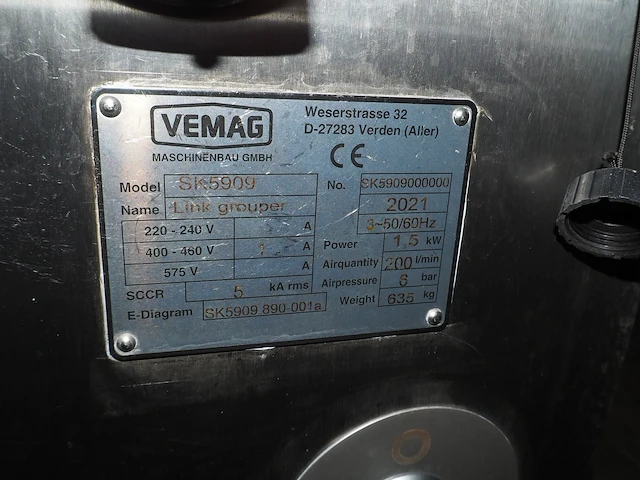 VEMAG
MASCHINENBAU GMBH
Weserstrasse 32
D-27283 Verden (Aller)
CE
Model SK5909
No. SK5909000000
Name Link grouper
2021
220 - 240 V A
3~50/60Hz
400 - 460 V 1 A
Power 1,5 kW
575 V A
Airquantity 200 l/min
SCCR 5 kA rms
Airpressure 6 bar
E-Diagram SK5909 890-001a
Weight 635 kg